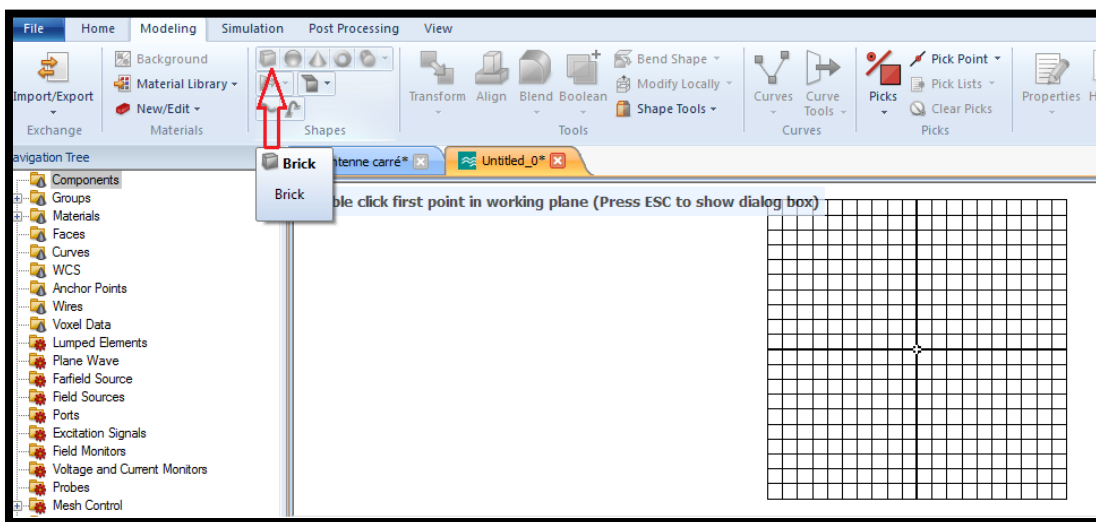 File Home Modeling Simulation Post Processing View
Import/Export
Exchange
Background
Material Library
New/Edit
Materials
Shapes
Transform Align Blend Boolean
Bend Shape
Modify Locally
Shape Tools
Tools
Curves Curve Tools
Curves
Picks
Pick Point
Pick Lists
Clear Picks
Picks
Properties H
avigation Tree
Brick
Brick
tenne carré*
Untitled_0*
ble click first point in working plane (Press ESC to show dialog box)
Components
Groups
Materials
Faces
Curves
WCS
Anchor Points
Wires
Voxel Data
Lumped Elements
Plane Wave
Farfield Source
Field Sources
Ports
Excitation Signals
Field Monitors
Voltage and Current Monitors
Probes
Mesh Control